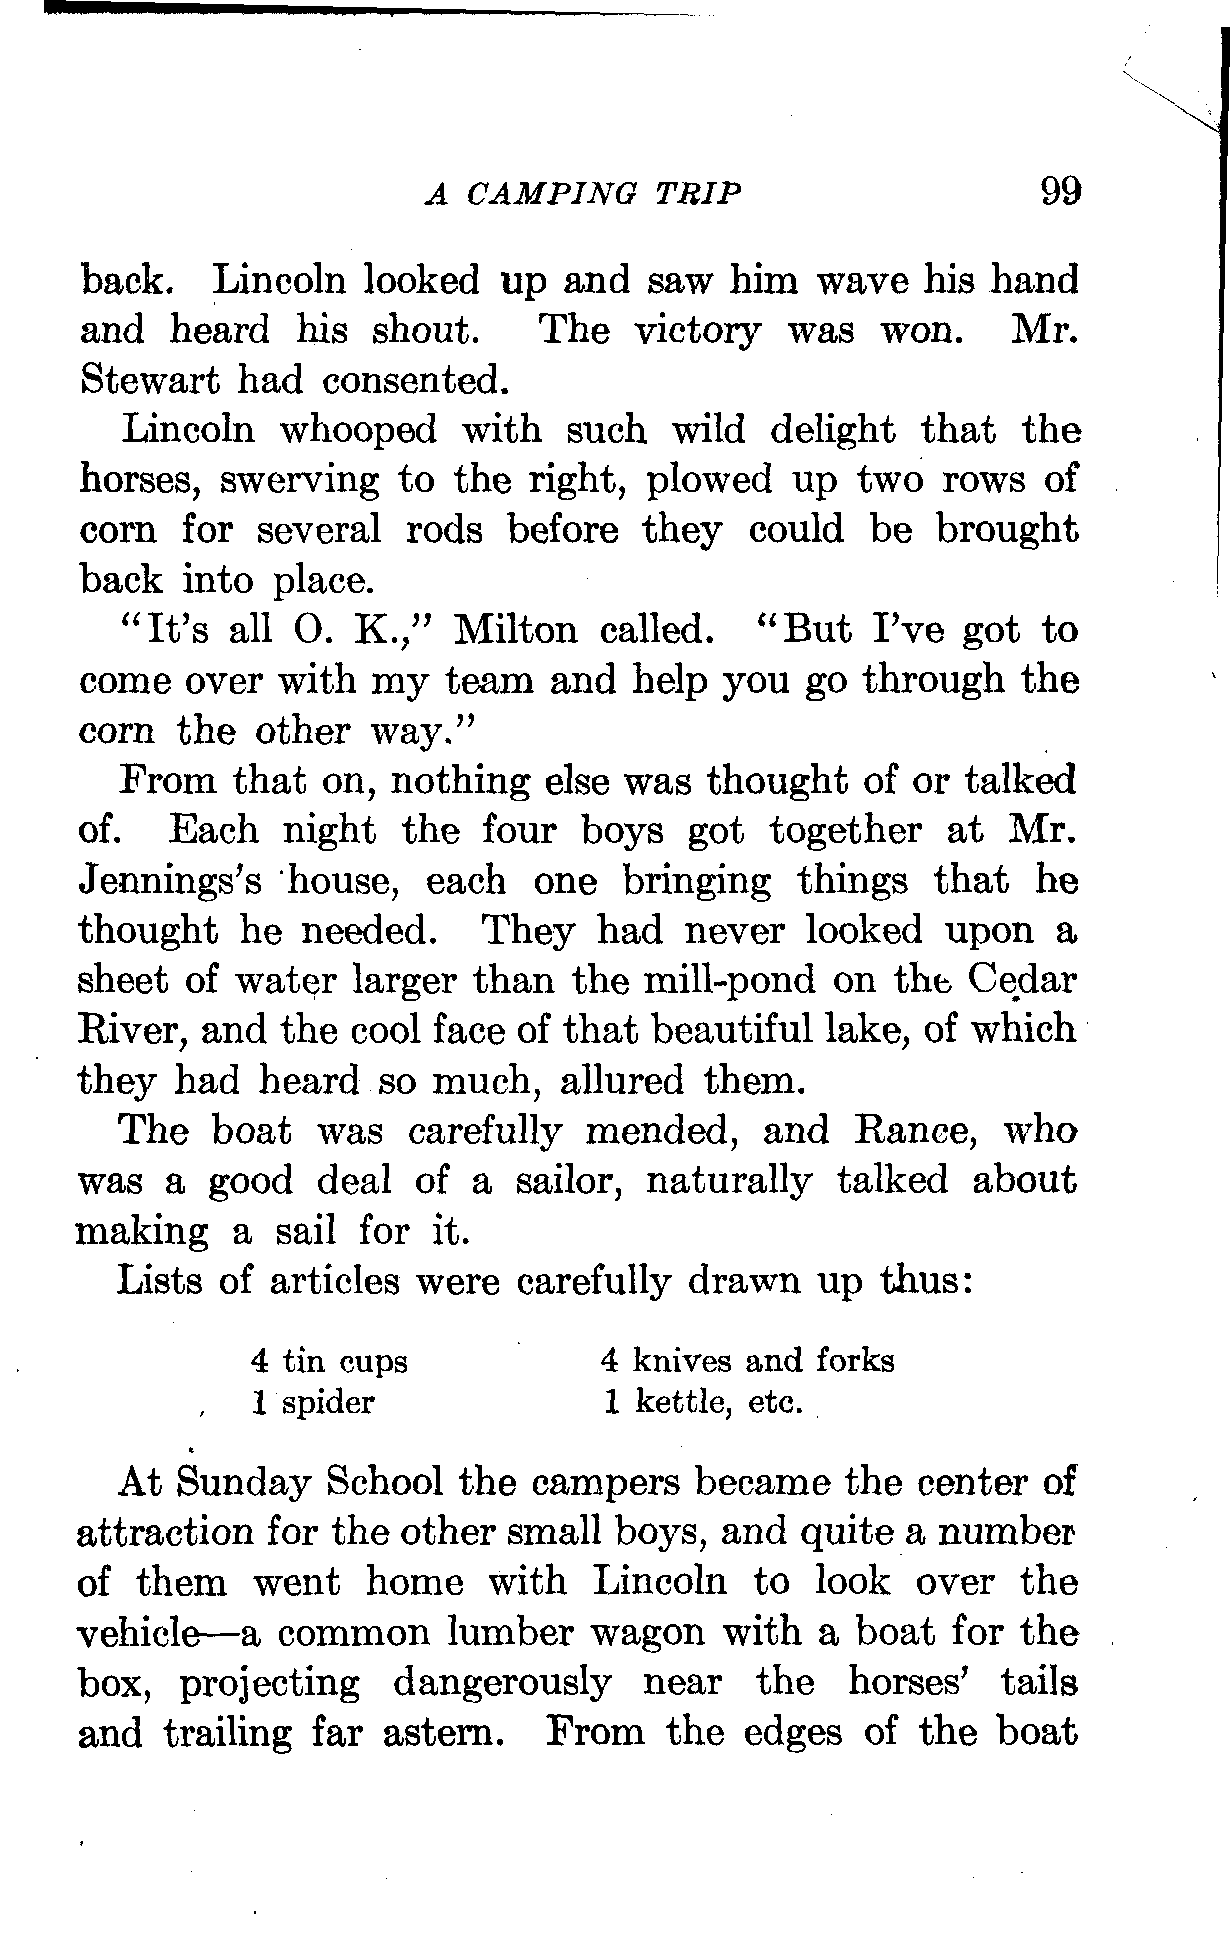 A CAMPING TRIP 99
back. Lincoln looked up and saw him wave his hand
and heard his shout. The victory was won. Mr.
Stewart had consented.
Lincoln whooped with such wild delight that the
horses, swerving to the right, plowed up two rows of
corn for several rods before they could be brought
back into place.
"It's all O. K.," Milton called. "But I've got to
come over with my team and help you go through the
corn the other way."
From that on, nothing else was thought of or talked
of. Each night the four boys got together at Mr.
Jennings's house, each one bringing things that he
thought he needed. They had never looked upon a
sheet of water larger than the mill-pond on the Cedar
River, and the cool face of that beautiful lake, of which
they had heard so much, allured them.
The boat was carefully mended, and Rance, who
was a good deal of a sailor, naturally talked about
making a sail for it.
Lists of articles were carefully drawn up thus:
4 tin cups 4 knives and forks
1 spider 1 kettle, etc.
At Sunday School the campers became the center of
attraction for the other small boys, and quite a number
of them went home with Lincoln to look over the
vehicle—a common lumber wagon with a boat for the
box, projecting dangerously near the horses' tails
and trailing far astern. From the edges of the boat